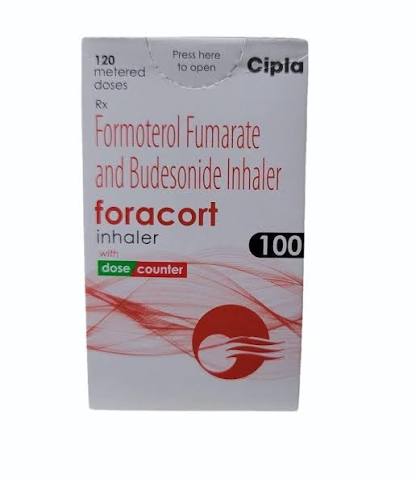 120
metered
doses
Press here
to open
Cipla
Rx
Formoterol Fumarate
and Budesonide Inhaler
foracort
inhaler
100
with
dose counter